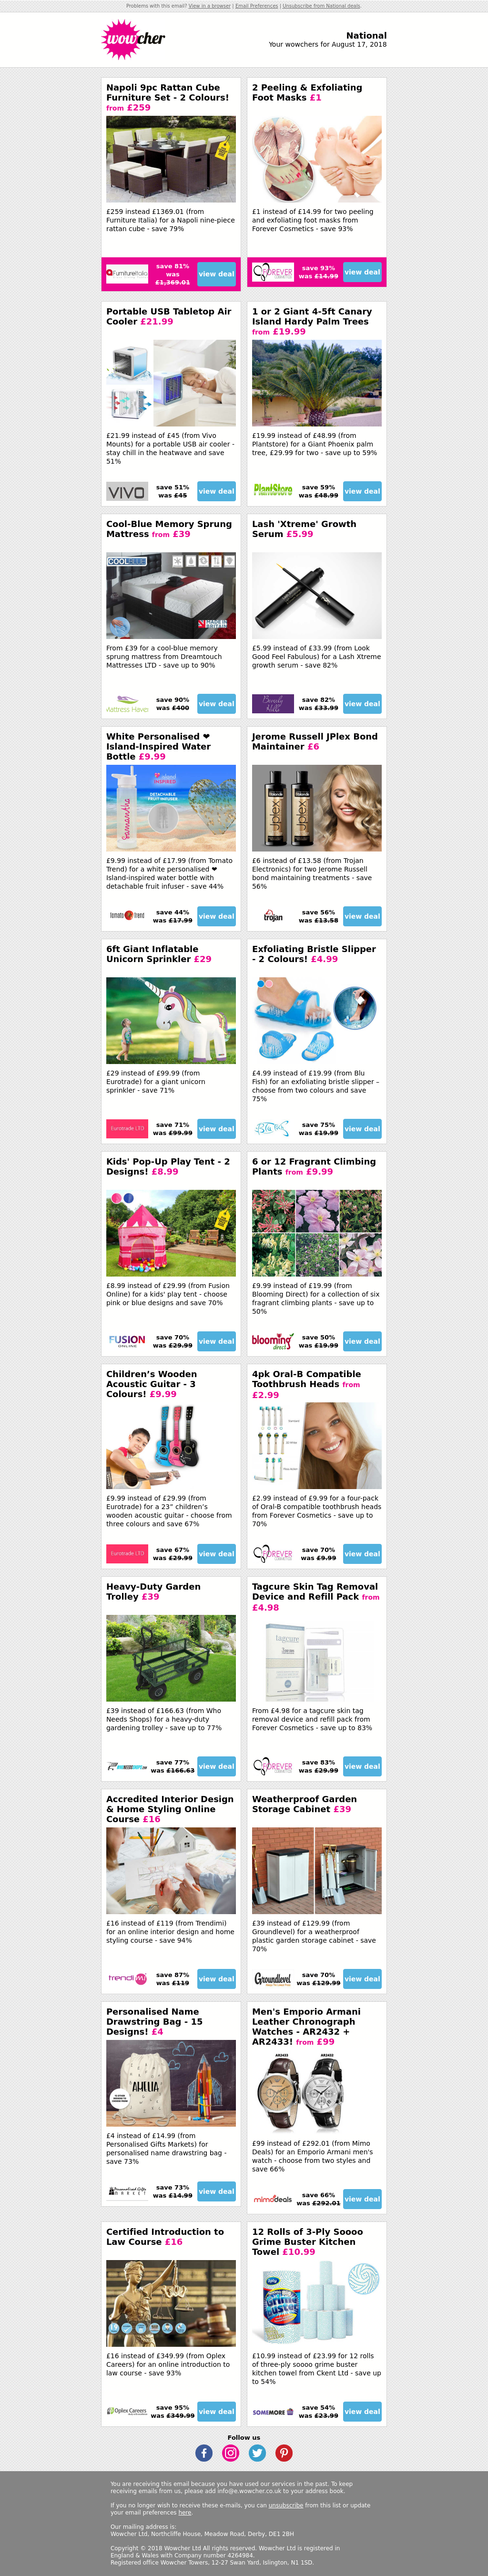 Problems with this email? View in a browser | Email Preferences | Unsubscribe from National deals.
wowcher
National
Your wowchers for August 17, 2018
Napoli 9pc Rattan Cube
Furniture Set - 2 Colours!
from £259
£259 instead £1369.01 (from
Furniture Italia) for a Napoli nine-piece
rattan cube - save 79%
FurnitureItalia
save 81%
was
£1,369.01
view deal
2 Peeling & Exfoliating
Foot Masks £1
£1 instead of £14.99 for two peeling
and exfoliating foot masks from
Forever Cosmetics - save 93%
FOREVER
save 93%
was £14.99
view deal
Portable USB Tabletop Air
Cooler £21.99
£21.99 instead of £45 (from Vivo
Mounts) for a portable USB air cooler -
stay chill in the heatwave and save
51%
VIVO
save 51%
was £45
view deal
1 or 2 Giant 4-5ft Canary
Island Hardy Palm Trees
from £19.99
£19.99 instead of £48.99 (from
Plantstore) for a Giant Phoenix palm
tree, £29.99 for two - save up to 59%
PlantStore
save 59%
was £48.99
view deal
Cool-Blue Memory Sprung
Mattress from £39
COOL
From £39 for a cool-blue memory
sprung mattress from Dreamtouch
Mattresses LTD - save up to 90%
Mattress Haven
save 90%
was £400
view deal
Lash 'Xtreme' Growth
Serum £5.99
£5.99 instead of £33.99 (from Look
Good Feel Fabulous) for a Lash Xtreme
growth serum - save 82%
Beverly
Hills
save 82%
was £33.99
view deal
White Personalised ❤
Island-Inspired Water
Bottle £9.99
DETACHABLE
FRUIT INFUSER
£9.99 instead of £17.99 (from Tomato
Trend) for a white personalised ❤
Island-inspired water bottle with
detachable fruit infuser - save 44%
tomato trend
save 44%
was £17.99
view deal
Jerome Russell JPlex Bond
Maintainer £6
£6 instead of £13.58 (from Trojan
Electronics) for two Jerome Russell
bond maintaining treatments - save
56%
trojan
save 56%
was £13.58
view deal
6ft Giant Inflatable
Unicorn Sprinkler £29
£29 instead of £99.99 (from
Eurotrade) for a giant unicorn
sprinkler - save 71%
Eurotrade LTD
save 71%
was £99.99
view deal
Exfoliating Bristle Slipper
- 2 Colours! £4.99
£4.99 instead of £19.99 (from Blu
Fish) for an exfoliating bristle slipper –
choose from two colours and save
75%
save 75%
was £19.99
view deal
Kids' Pop-Up Play Tent - 2
Designs! £8.99
£8.99 instead of £29.99 (from Fusion
Online) for a kids' play tent - choose
pink or blue designs and save 70%
FUSION
ONLINE
save 70%
was £29.99
view deal
6 or 12 Fragrant Climbing
Plants from £9.99
£9.99 instead of £19.99 (from
Blooming Direct) for a collection of six
fragrant climbing plants - save up to
50%
blooming
direct
save 50%
was £19.99
view deal
Children’s Wooden
Acoustic Guitar - 3
Colours! £9.99
£9.99 instead of £29.99 (from
Eurotrade) for a 23” children’s
wooden acoustic guitar - choose from
three colours and save 67%
Eurotrade LTD
save 67%
was £29.99
view deal
4pk Oral-B Compatible
Toothbrush Heads from
£2.99
£2.99 instead of £9.99 for a four-pack
of Oral-B compatible toothbrush heads
from Forever Cosmetics - save up to
70%
FOREVER
save 70%
was £9.99
view deal
Heavy-Duty Garden
Trolley £39
£39 instead of £166.63 (from Who
Needs Shops) for a heavy-duty
gardening trolley - save up to 77%
save 77%
was £166.63
view deal
Tagcure Skin Tag Removal
Device and Refill Pack from
£4.98
tagcure
From £4.98 for a tagcure skin tag
removal device and refill pack from
Forever Cosmetics - save up to 83%
FOREVER
save 83%
was £29.99
view deal
Accredited Interior Design
& Home Styling Online
Course £16
£16 instead of £119 (from Trendimi)
for an online interior design and home
styling course - save 94%
trendimi
save 87%
was £119
view deal
Weatherproof Garden
Storage Cabinet £39
£39 instead of £129.99 (from
Groundlevel) for a weatherproof
plastic garden storage cabinet - save
70%
Groundlevel
save 70%
was £129.99
view deal
Personalised Name
Drawstring Bag - 15
Designs! £4
AMELIA
£4 instead of £14.99 (from
Personalised Gifts Markets) for
personalised name drawstring bag -
save 73%
Personalised Gifts
MARKET
save 73%
was £14.99
view deal
Men's Emporio Armani
Leather Chronograph
Watches - AR2432 +
AR2433! from £99
AR2433 AR2432
£99 instead of £292.01 (from Mimo
Deals) for an Emporio Armani men's
watch - choose from two styles and
save 66%
mimodeals
save 66%
was £292.01
view deal
Certified Introduction to
Law Course £16
£16 instead of £349.99 (from Oplex
Careers) for an online introduction to
law course - save 93%
Oplex Careers
save 95%
was £349.99
view deal
12 Rolls of 3-Ply Soooo
Grime Buster Kitchen
Towel £10.99
Grime
Buster
£10.99 instead of £23.99 for 12 rolls
of three-ply soooo grime buster
kitchen towel from Ckent Ltd - save up
to 54%
SOMEMORE
save 54%
was £23.99
view deal
Follow us
You are receiving this email because you have used our services in the past. To keep
receiving emails from us, please add info@e.wowcher.co.uk to your address book.
If you no longer wish to receive these e-mails, you can unsubscribe from this list or update
your email preferences here.
Our mailing address is:
Wowcher Ltd, Northcliffe House, Meadow Road, Derby, DE1 2BH
Copyright © 2018 Wowcher Ltd All rights reserved. Wowcher Ltd is registered in
England & Wales with Company number 4264984.
Registered office Wowcher Towers, 12-27 Swan Yard, Islington, N1 1SD.